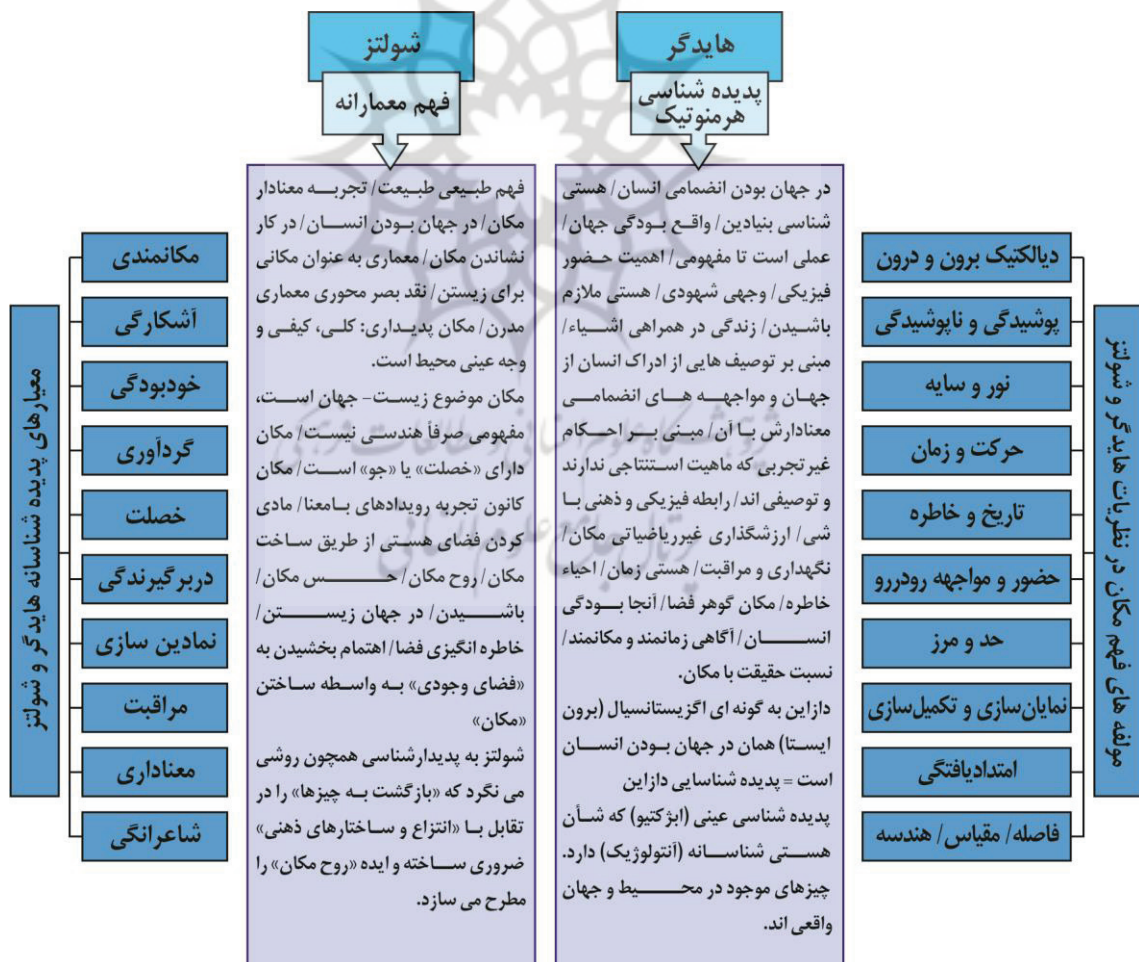 هایدگر
پدیده شناسی
هرمنوتیک
در جهان بودن انضمامی انسان/ هستی
شناسی بنیادین/ واقع بودگی جهان/
عملی است تا مفهومی/ اهمیت حضور
فیزیکی/ وجهی شهودی/ هستی ملازم
باشیدن/ زندگی در همراهی اشیاء/
مبنی بر توصیف هایی از ادراک انسان از
جهان و مواجهه های انضمامی
معنادارش با آن/ مبنی بر احکام
غیرتجربی که ماهیت استنتاجی ندارند
و توصیفی اند/ رابطه فیزیکی و ذهنی با
شی/ ارزشگذاری غیرریاضیاتی مکان/
نگهداری و مراقبت/ هستی زمان/ احیاء
خاطره/ مکان گوهر فضا/ آنجا بودگی
انسان/ آگاهی زمانمند و مکانمند/
نسبت حقیقت با مکان.
دازاین به گونه ای اگزیستانسیال (برون
ایستا) همان در جهان بودن انسان
است = پدیده شناسایی دازاین
پدیده شناسی عینی (ابژکتیو) که شأن
هستی شناسانه (آنتولوژیک) دارد.
چیزهای موجود در محیط و جهان
واقعی اند.
شولتز
فهم معمارانه
فهم طبیعی طبیعت/ تجربه معنادار
مکان/ در جهان بودن انسان/ در کار
نشاندن مکان/ معماری به عنوان مکانی
برای زیستن/ نقد بصر محوری معماری
مدرن/ مکان پدیداری: کلی، کیفی و
وجه عینی محیط است.
مکان موضوع زیست- جهان است،
مفهومی صرفاً هندسی نیست/ مکان
دارای «خصلت» یا «جو» است/ مکان
کانون تجربه رویدادهای بامعنا/ مادی
کردن فضای هستی از طریق ساخت
مکان/ روح مکان/ حس مکان/
باشیدن/ در جهان زیستن/
خاطره انگیزی فضا/ اهتمام بخشیدن به
«فضای وجودی» به واسطه ساختن
«مکان»
شولتز به پدیدارشناسی همچون روشی
می نگرد که «بازگشت به چیزها» را در
تقابل با «انتزاع و ساختارهای ذهنی»
ضروری ساخته و ایده «روح مکان» را
مطرح می سازد.
مولفه های فهم مکان در نظریات هایدگر و شولتز
دیالکتیک برون و درون
پوشیدگی و ناپوشیدگی
نور و سایه
حرکت و زمان
تاریخ و خاطره
حضور و مواجهه رودررو
حد و مرز
نمایان‌سازی و تکمیل‌سازی
امتدادیافتگی
فاصله/ مقیاس/ هندسه
معیارهای پدیده شناسانه هایدگر و شولتز
مکانمندی
آشکارگی
خودبودگی
گردآوری
خصلت
دربرگیرندگی
نمادین سازی
مراقبت
معناداری
شاعرانگی
پژوهشگاه علوم انسانی و مطالعات فرهنگی
پرتال جامع علوم انسانی